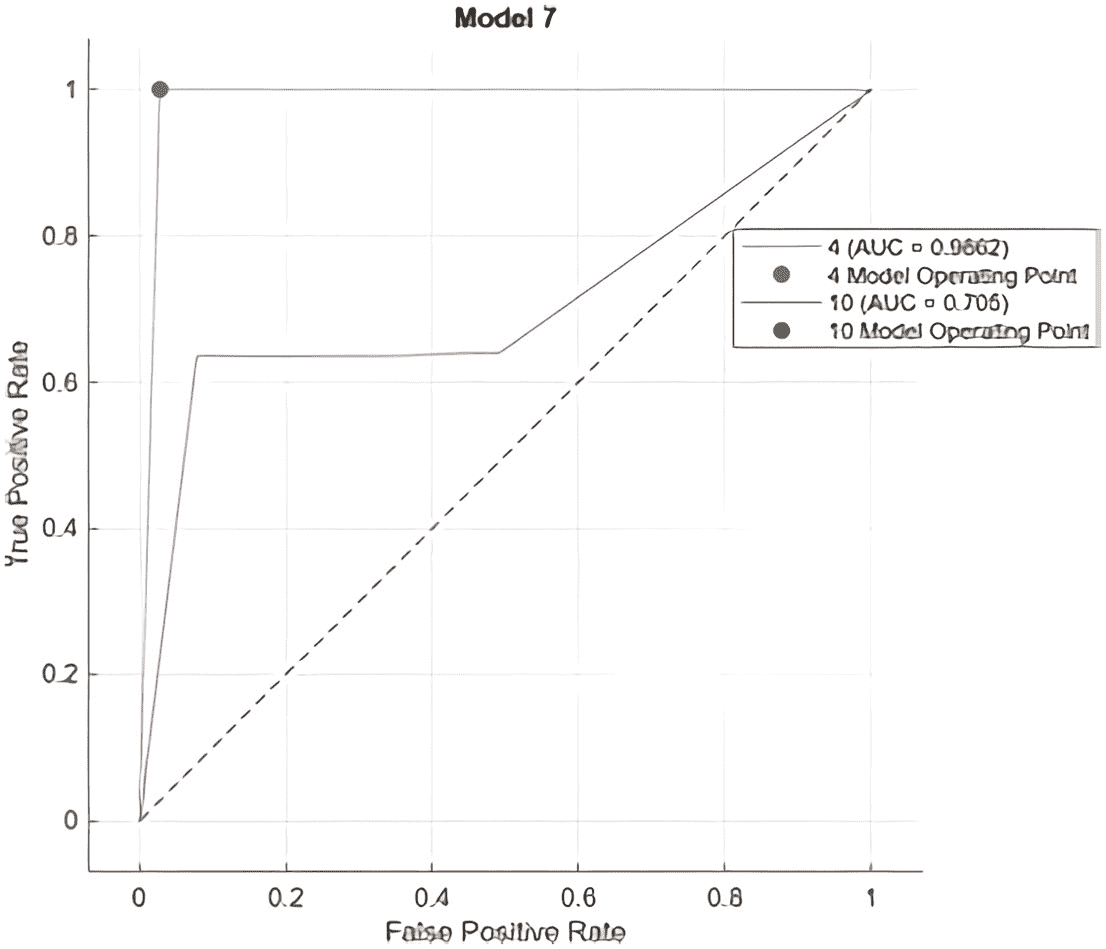 Model 7
1
0.8
0.6
0.4
0.2
0
True Positive Rate
4 (AUC = 0.9662)
4 Model Operating Point
10 (AUC = 0.706)
10 Model Operating Point
0 0.2 0.4 0.6 0.8 1
False Positive Rate